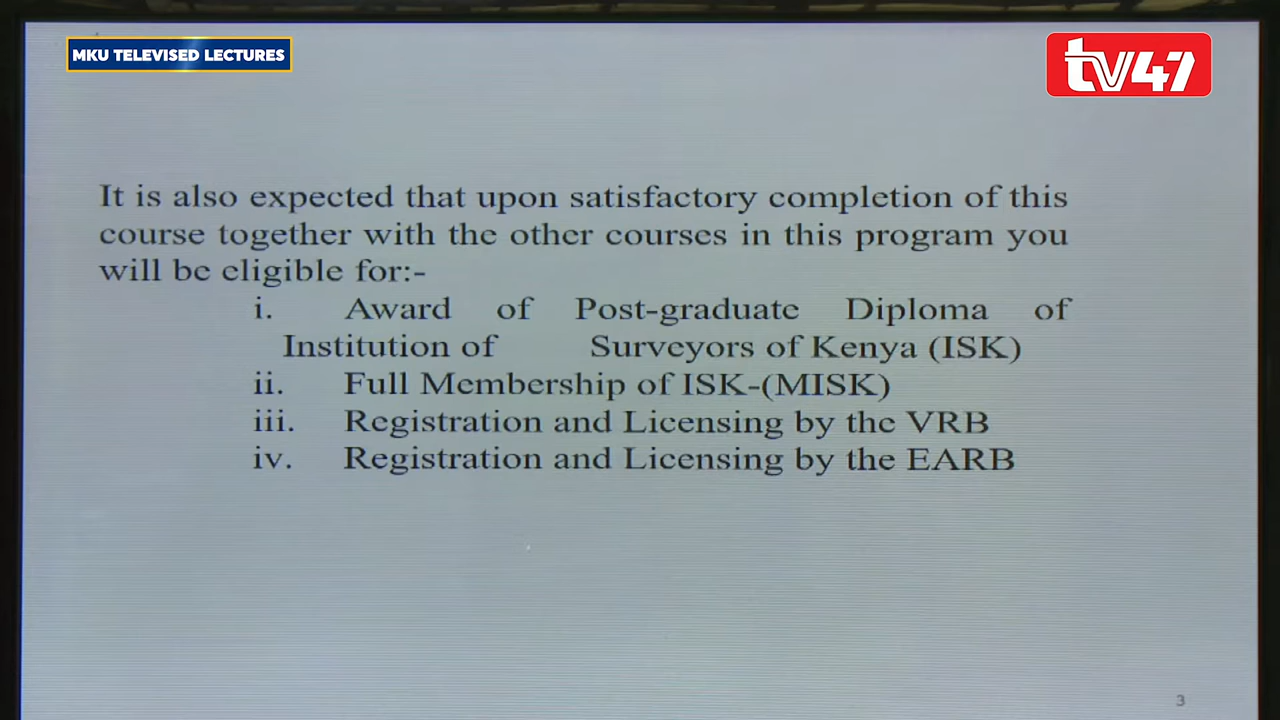 MKU TELEVISED LECTURES
tv47
It is also expected that upon satisfactory completion of this
course together with the other courses in this program you
will be eligible for:-
i. Award of Post-graduate Diploma of
Institution of Surveyors of Kenya (ISK)
ii. Full Membership of ISK-(MISK)
iii. Registration and Licensing by the VRB
iv. Registration and Licensing by the EARB
3